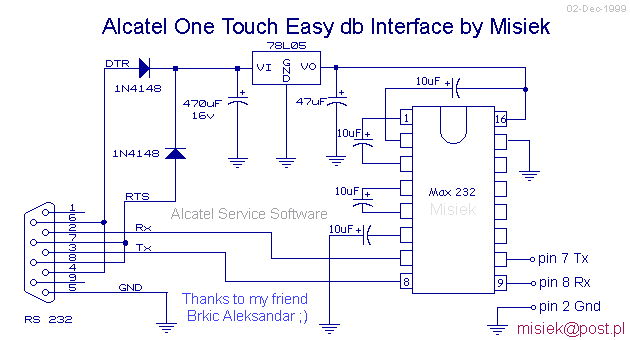 02-Dec-1999
Alcatel One Touch Easy db Interface by Misiek
78L05
DTR
VI
GND
VO
10uF +
1N4148
470uF
16v
+
47uF
+
1
16
10uF +
1N4148
RTS
10uF +
Max 232
Misiek
Alcatel Service Software
1
6
2
7
3
8
4
9
5
Rx
10uF +
Tx
pin 7 Tx
8
9
pin 8 Rx
GND
Thanks to my friend
Brkic Aleksandar ;)
pin 2 Gnd
RS 232
misiek@post.pl